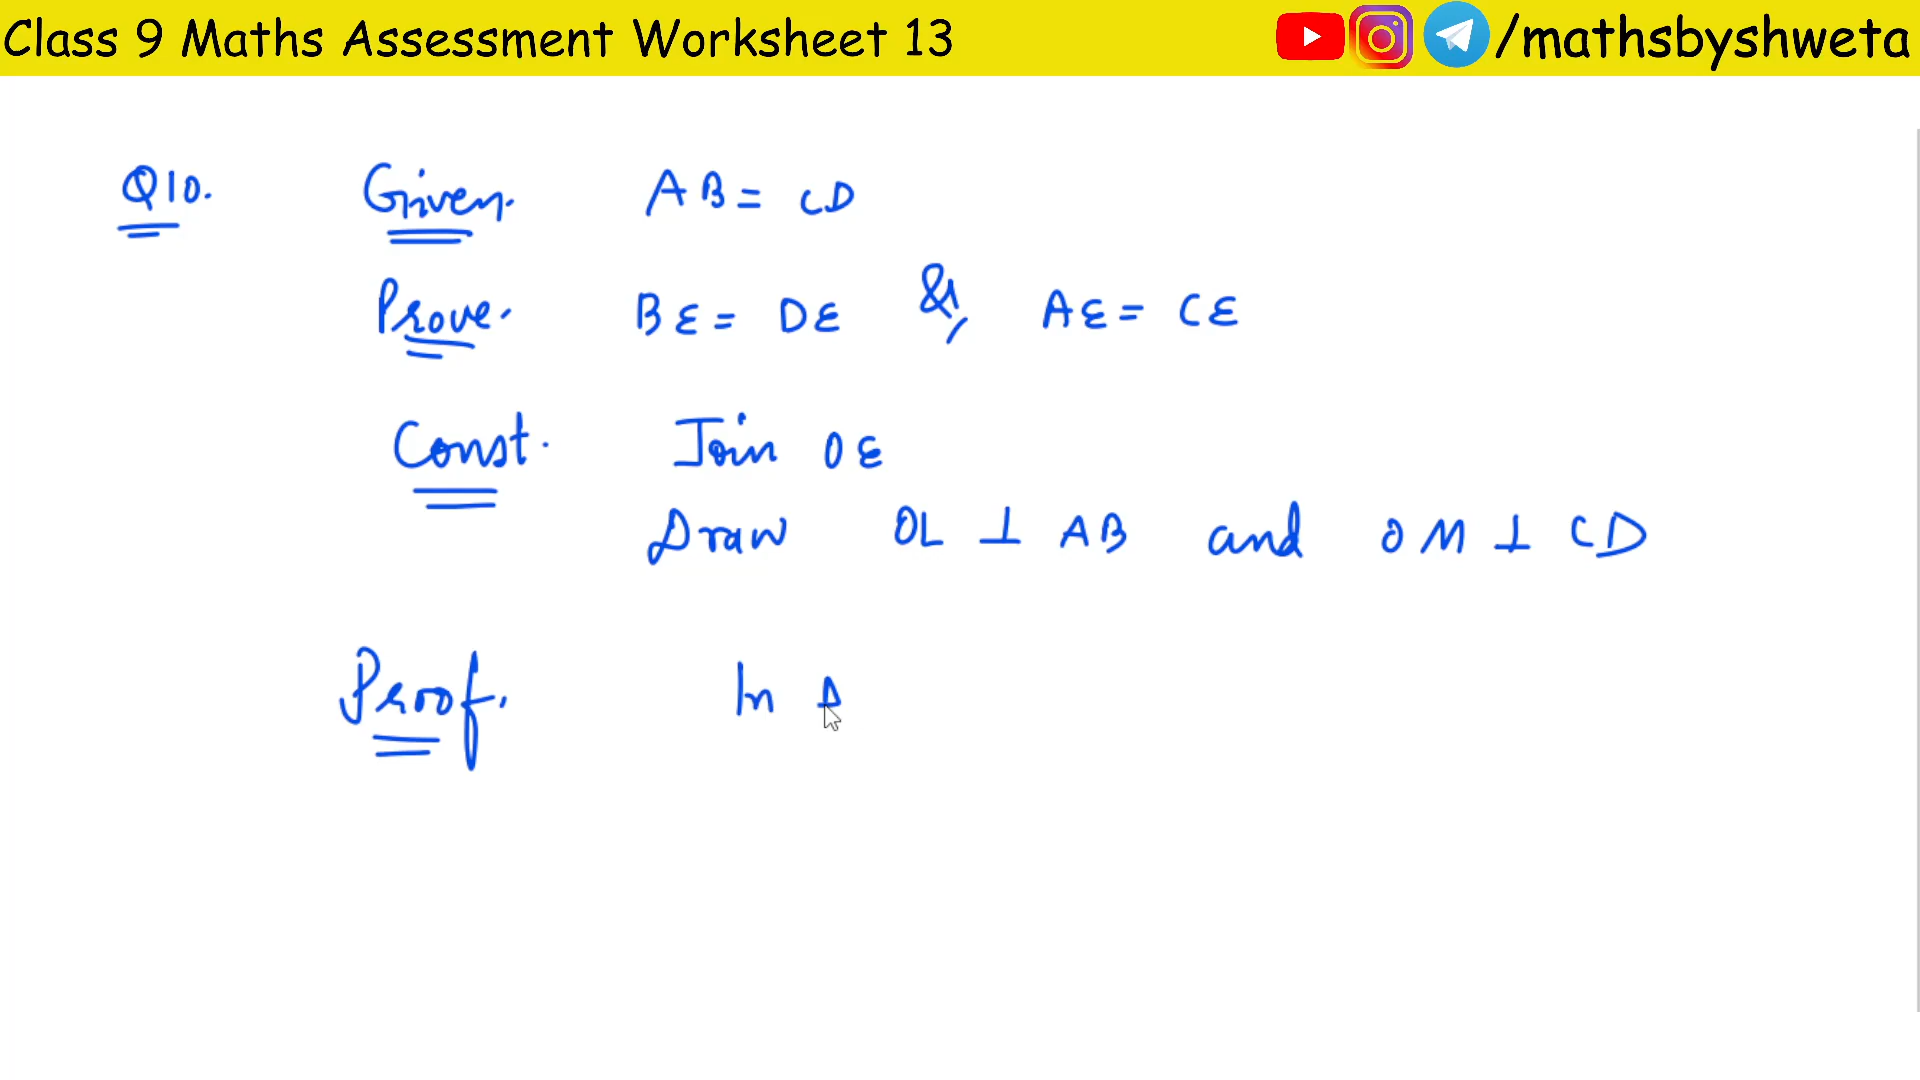 Class 9 Maths Assessment Worksheet 13 /mathsbyshweta
Q10. Given. AB = CD
Prove. BE = DE &, AE = CE
Const. Join OE
Draw OL ⊥ AB and OM ⊥ CD
Proof. In Δ